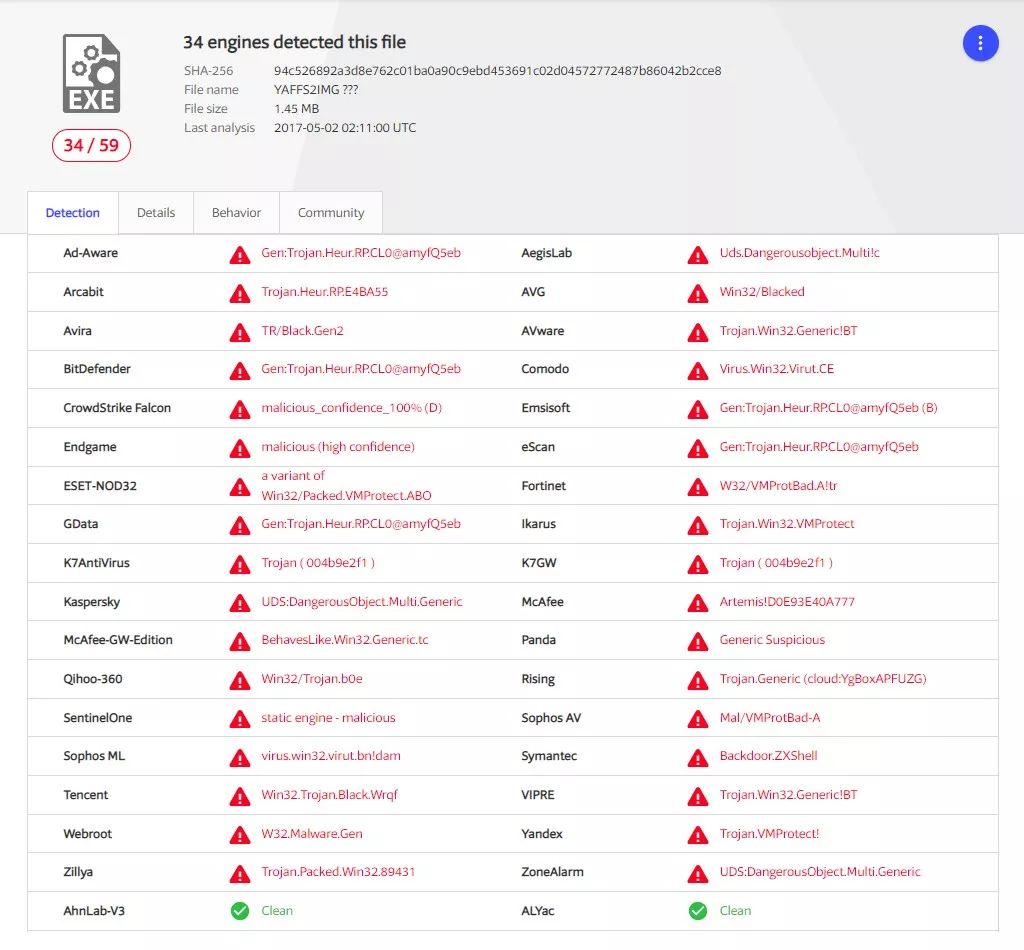 34 engines detected this file
SHA-256 94c526892a3d8e762c01ba0a90c9ebd453691c02d04572772487b86042b2cce8
File name YAFFS2IMG ???
File size 1.45 MB
Last analysis 2017-05-02 02:11:00 UTC
EXE
34 / 59
Detection Details Behavior Community
Ad-Aware Gen:Trojan.Heur.RP.CL0@amyfQ5eb AegisLab Uds.Dangerousobject.Multi!c
Arcabit Trojan.Heur.RP.E4BA55 AVG Win32/Blacked
Avira TR/Black.Gen2 AVware Trojan.Win32.Generic!BT
BitDefender Gen:Trojan.Heur.RP.CL0@amyfQ5eb Comodo Virus.Win32.Virut.CE
CrowdStrike Falcon malicious_confidence_100% (D) Emsisoft Gen:Trojan.Heur.RP.CL0@amyfQ5eb (B)
Endgame malicious (high confidence) eScan Gen:Trojan.Heur.RP.CL0@amyfQ5eb
ESET-NOD32 a variant of
Win32/Packed.VMProtect.ABO Fortinet W32/VMProtBad.A!tr
GData Gen:Trojan.Heur.RP.CL0@amyfQ5eb Ikarus Trojan.Win32.VMProtect
K7AntiVirus Trojan ( 004b9e2f1 ) K7GW Trojan ( 004b9e2f1 )
Kaspersky UDS:DangerousObject.Multi.Generic McAfee Artemis!D0E93E40A777
McAfee-GW-Edition BehavesLike.Win32.Generic.tc Panda Generic Suspicious
Qihoo-360 Win32/Trojan.b0e Rising Trojan.Generic (cloud:YgBoxAPFUZG)
SentinelOne static engine - malicious Sophos AV Mal/VMProtBad-A
Sophos ML virus.win32.virut.bn!dam Symantec Backdoor.ZXShell
Tencent Win32.Trojan.Black.Wrqf VIPRE Trojan.Win32.Generic!BT
Webroot W32.Malware.Gen Yandex Trojan.VMProtect!
Zillya Trojan.Packed.Win32.89431 ZoneAlarm UDS:DangerousObject.Multi.Generic
AhnLab-V3 Clean ALYac Clean